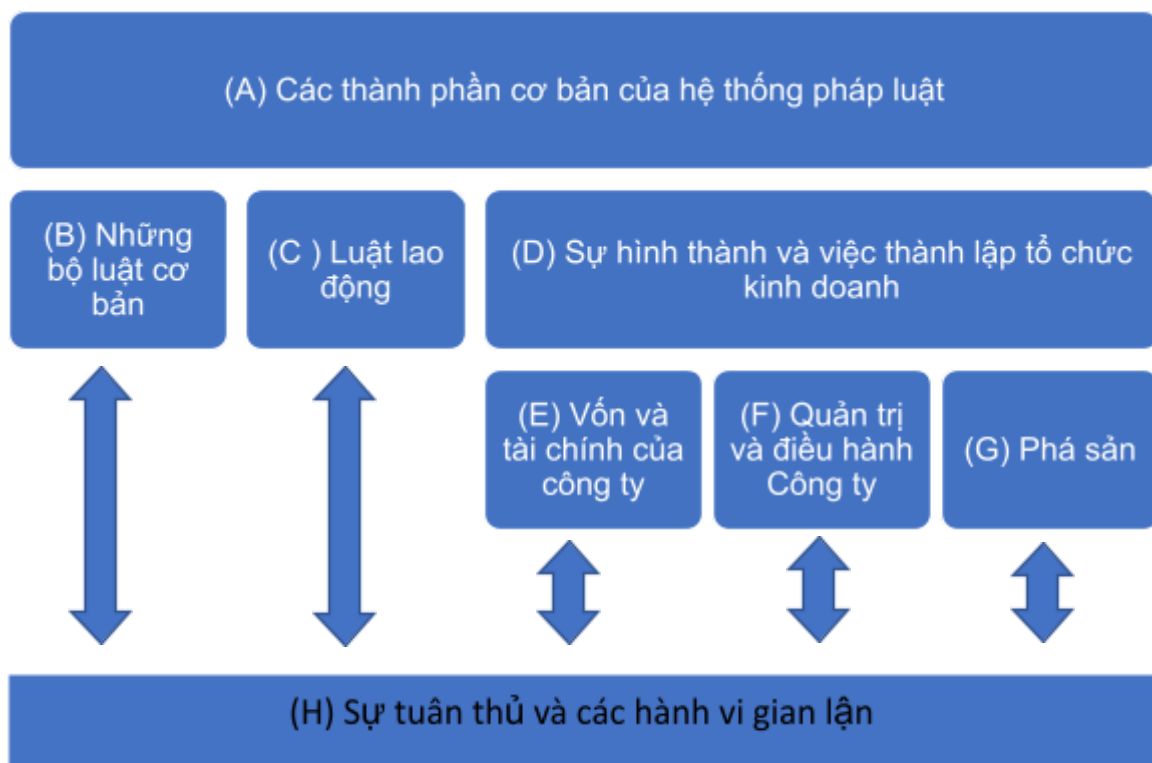 (A) Các thành phần cơ bản của hệ thống pháp luật
(B) Những
bộ luật cơ
bản
(C ) Luật lao
động
(D) Sự hình thành và việc thành lập tổ chức
kinh doanh
(E) Vốn và
tài chính của
công ty
(F) Quản trị
và điều hành
Công ty
(G) Phá sản
(H) Sự tuân thủ và các hành vi gian lận